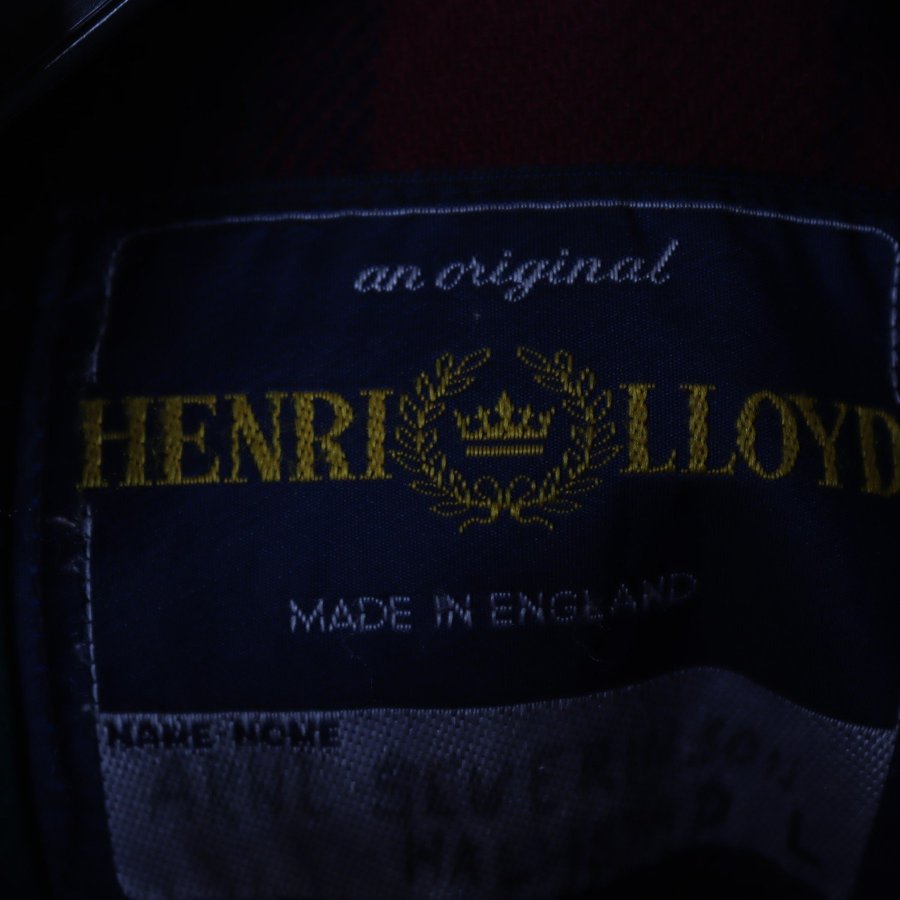 an original
HENRI LLOYD
MADE IN ENGLAND
NAME NOME